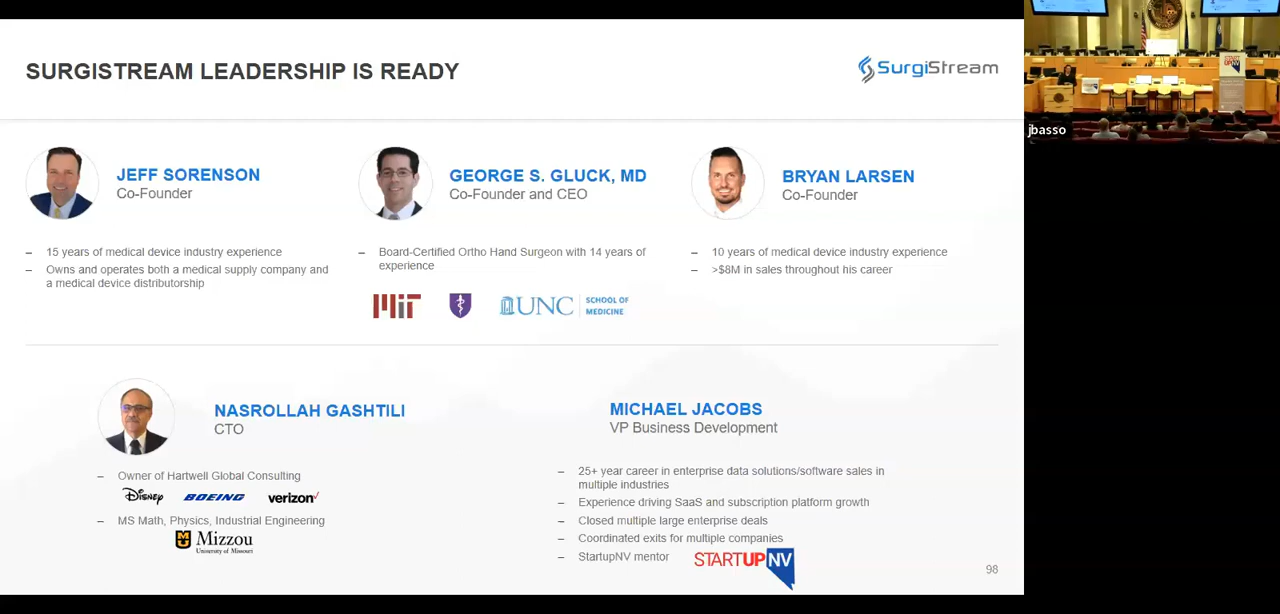 SURGISTREAM LEADERSHIP IS READY
SurgiStream
jbasso
START
UPNV
JEFF SORENSON
Co-Founder
15 years of medical device industry experience
Owns and operates both a medical supply company and
a medical device distributorship
GEORGE S. GLUCK, MD
Co-Founder and CEO
Board-Certified Ortho Hand Surgeon with 14 years of
experience
MIT
UNC SCHOOL OF
MEDICINE
BRYAN LARSEN
Co-Founder
10 years of medical device industry experience
>$8M in sales throughout his career
NASROLLAH GASHTILI
CTO
Owner of Hartwell Global Consulting
Disney BOEING verizon
MS Math, Physics, Industrial Engineering
Mizzou
University of Missouri
MICHAEL JACOBS
VP Business Development
25+ year career in enterprise data solutions/software sales in
multiple industries
Experience driving SaaS and subscription platform growth
Closed multiple large enterprise deals
Coordinated exits for multiple companies
StartupNV mentor
STARTUPNV
98